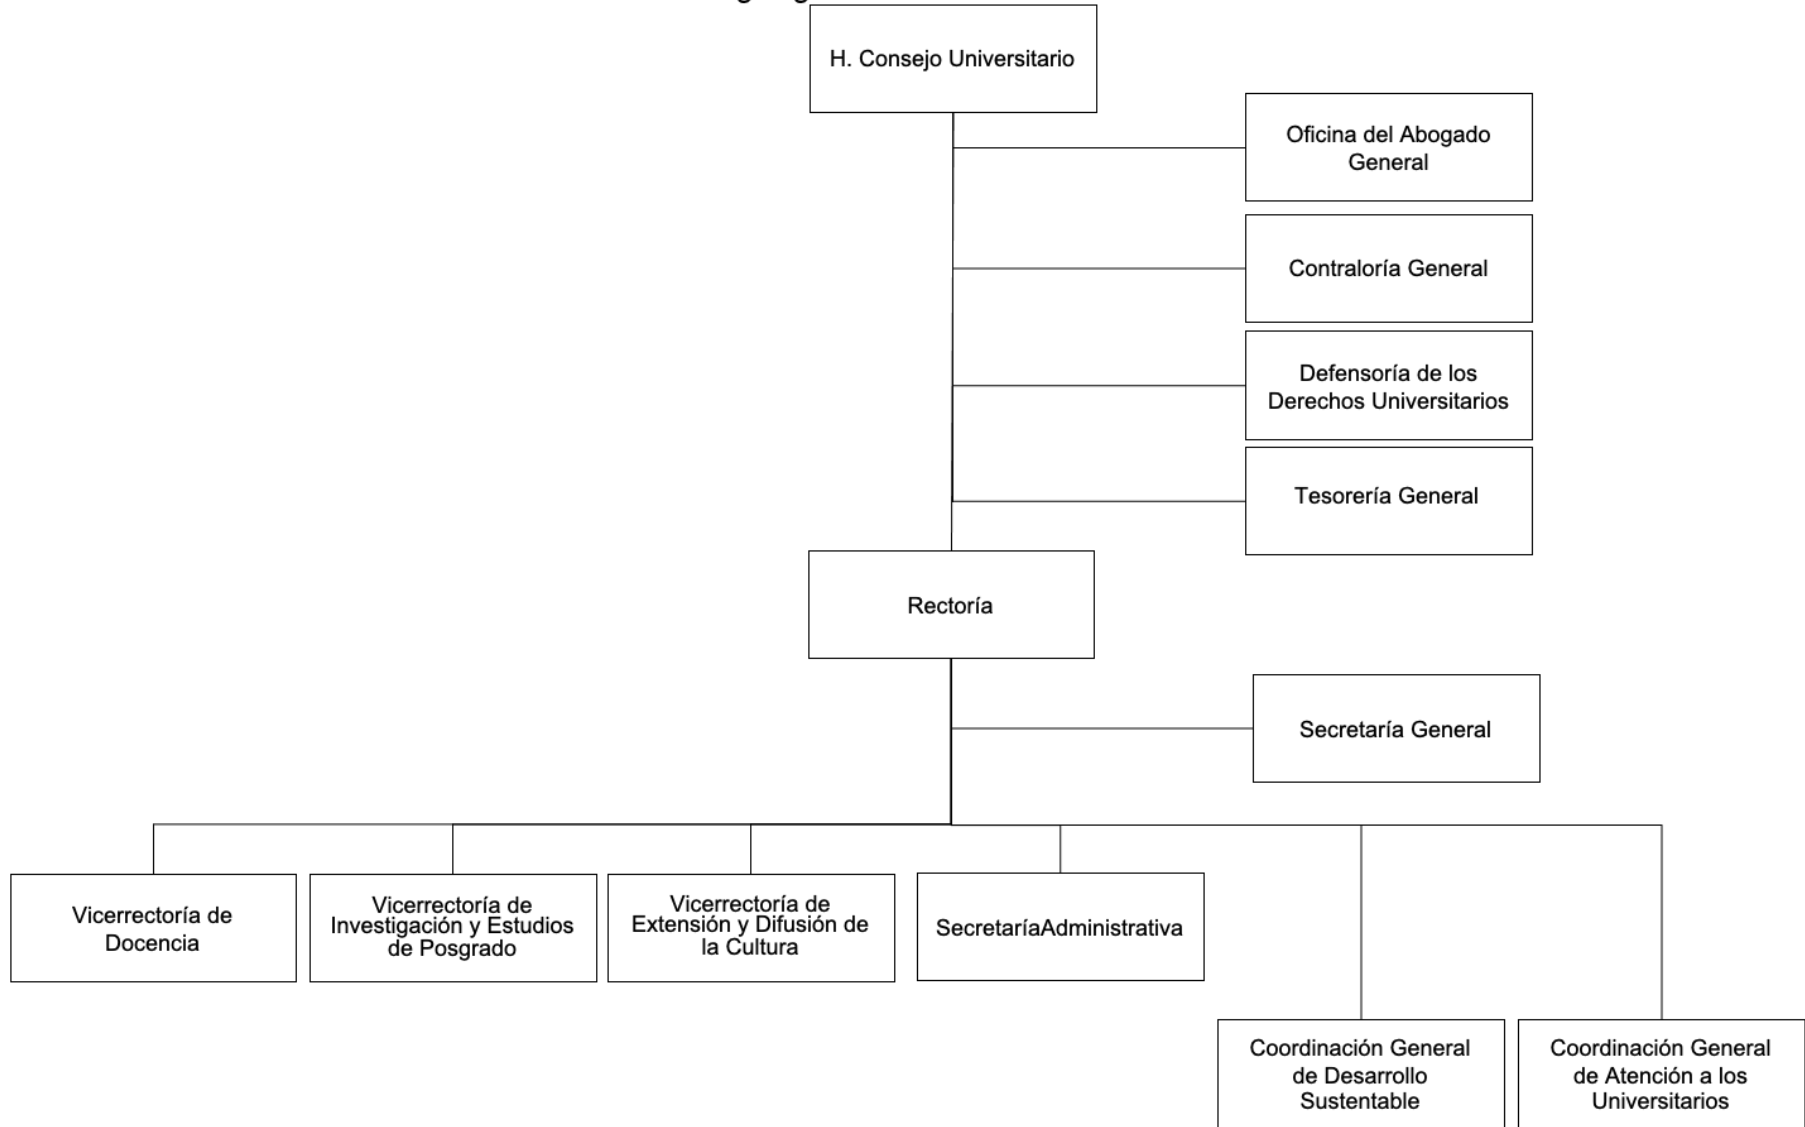 H. Consejo Universitario
Oficina del Abogado
General
Contraloría General
Defensoría de los
Derechos Universitarios
Tesorería General
Rectoría
Secretaría General
Vicerrectoría de
Docencia
Vicerrectoría de
Investigación y Estudios
de Posgrado
Vicerrectoría de
Extensión y Difusión de
la Cultura
SecretaríaAdministrativa
Coordinación General
de Desarrollo
Sustentable
Coordinación General
de Atención a los
Universitarios